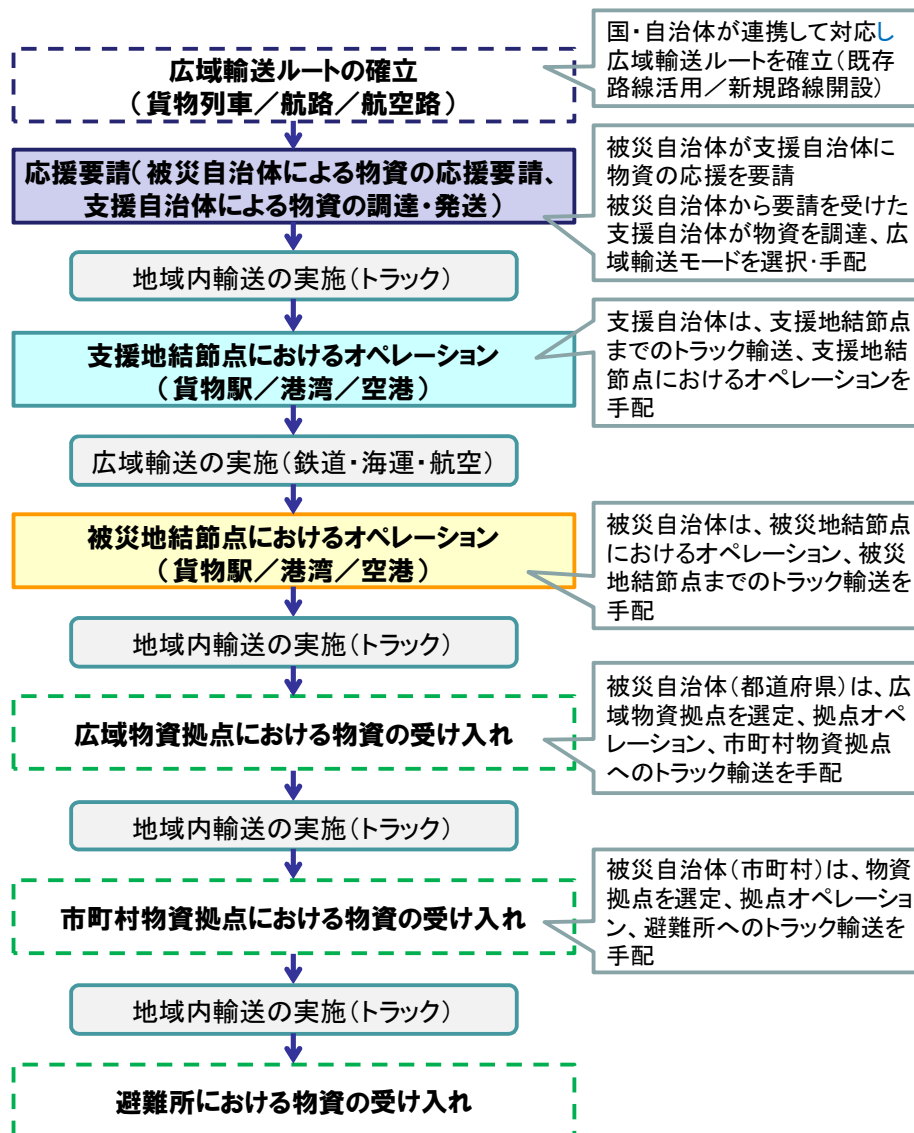 広域輸送ルートの確立
（貨物列車／航路／航空路）
国・自治体が連携して対応し
広域輸送ルートを確立（既存
路線活用／新規路線開設）
応援要請（被災自治体による物資の応援要請、
支援自治体による物資の調達・発送）
被災自治体が支援自治体に
物資の応援を要請
被災自治体から要請を受けた
支援自治体が物資を調達、広
域輸送モードを選択・手配
地域内輸送の実施（トラック）
支援地結節点におけるオペレーション
（貨物駅／港湾／空港）
支援自治体は、支援地結節点
までのトラック輸送、支援地結
節点におけるオペレーションを
手配
広域輸送の実施（鉄道・海運・航空）
被災地結節点におけるオペレーション
（貨物駅／港湾／空港）
被災自治体は、被災地結節点
におけるオペレーション、被災
地結節点までのトラック輸送を
手配
地域内輸送の実施（トラック）
広域物資拠点における物資の受け入れ
被災自治体（都道府県）は、広
域物資拠点を選定、拠点オペ
レーション、市町村物資拠点
へのトラック輸送を手配
地域内輸送の実施（トラック）
市町村物資拠点における物資の受け入れ
被災自治体（市町村）は、物資
拠点を選定、拠点オペレーショ
ン、避難所へのトラック輸送を
手配
地域内輸送の実施（トラック）
避難所における物資の受け入れ